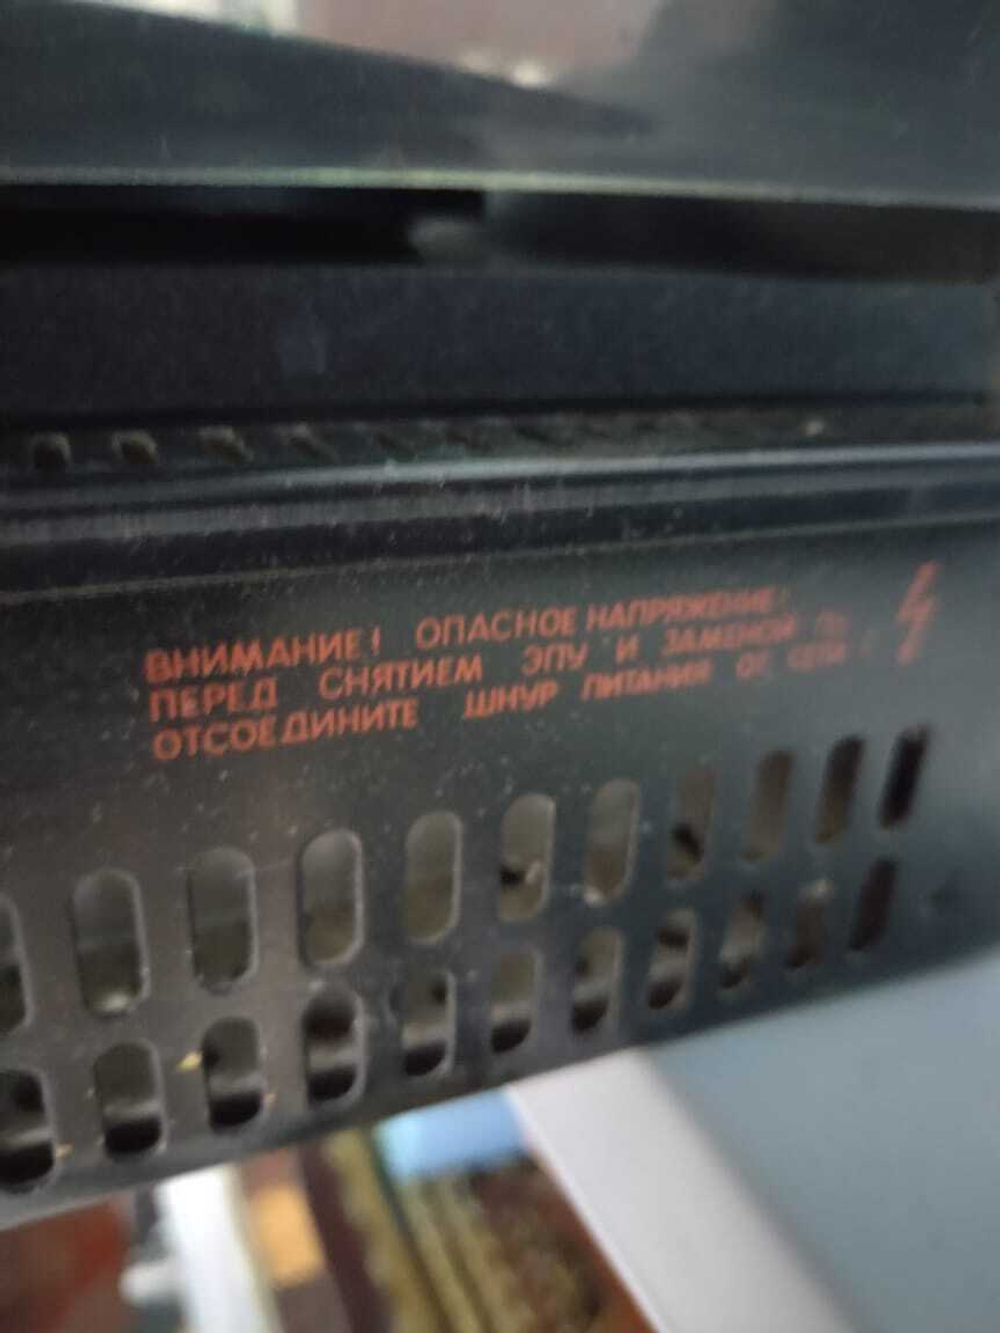 ВНИМАНИЕ! ОПАСНОЕ НАПРЯЖЕНИЕ!
ПЕРЕД СНЯТИЕМ ЭПУ И ЗАМЕНОЙ
ОТСОЕДИНИТЕ ШНУР ПИТАНИЯ ОТ СЕТИ!